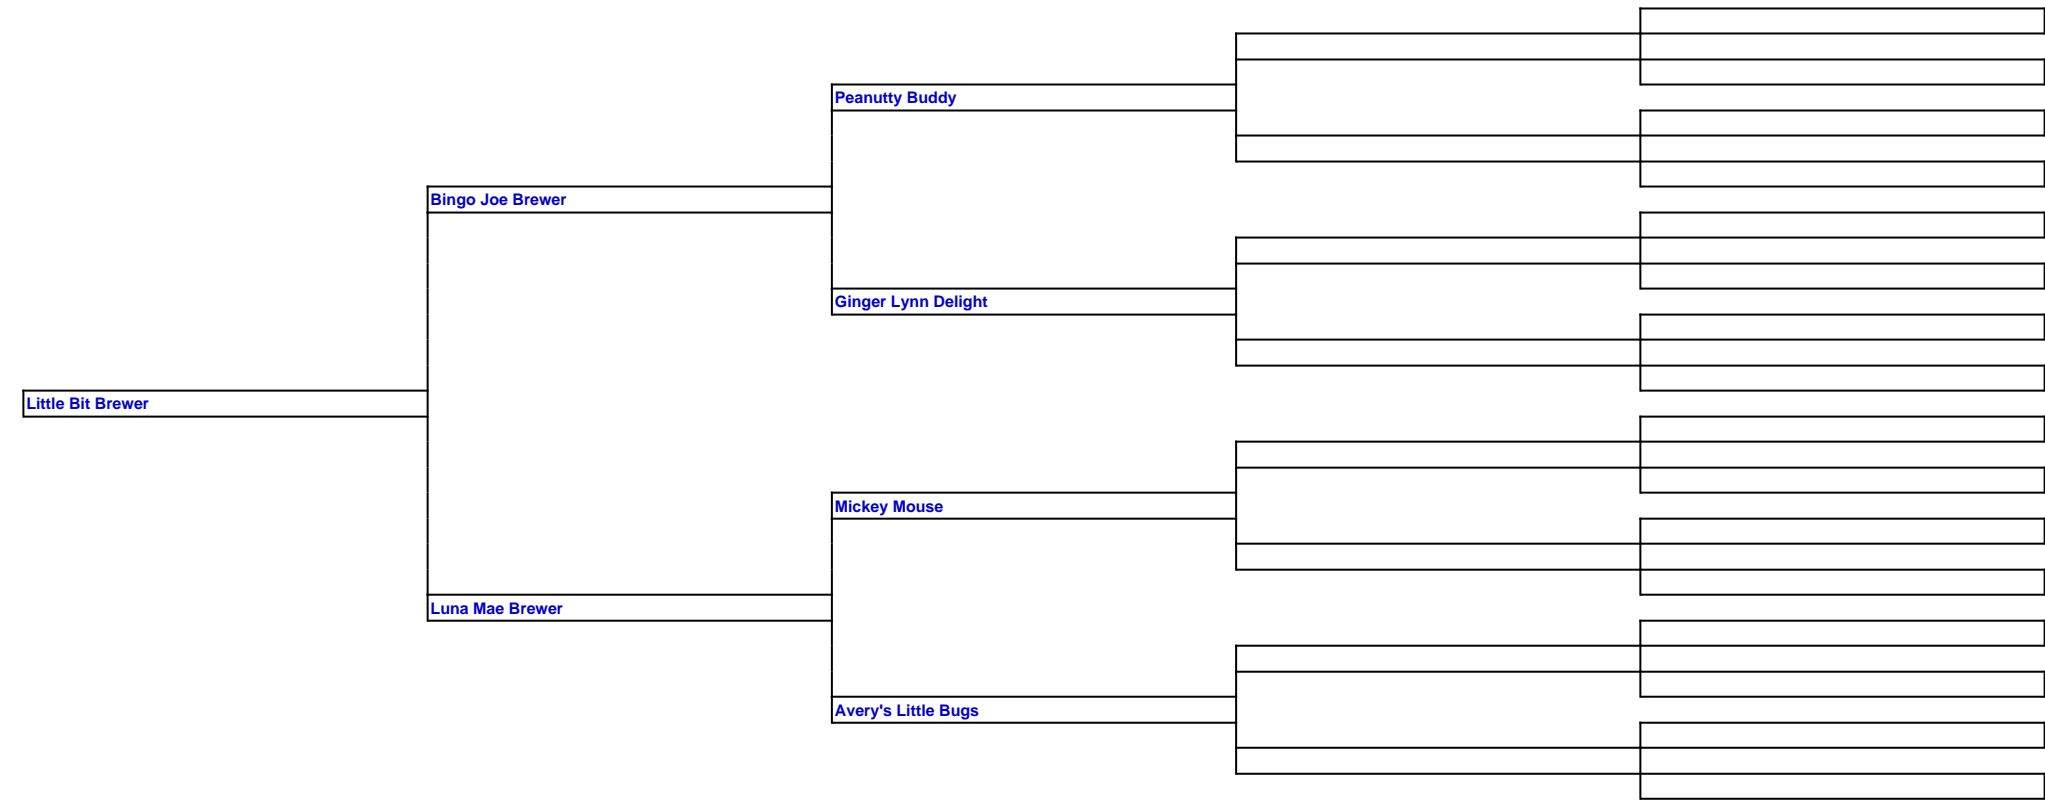 Peanutty Buddy
Bingo Joe Brewer
Ginger Lynn Delight
Little Bit Brewer
Mickey Mouse
Luna Mae Brewer
Avery's Little Bugs